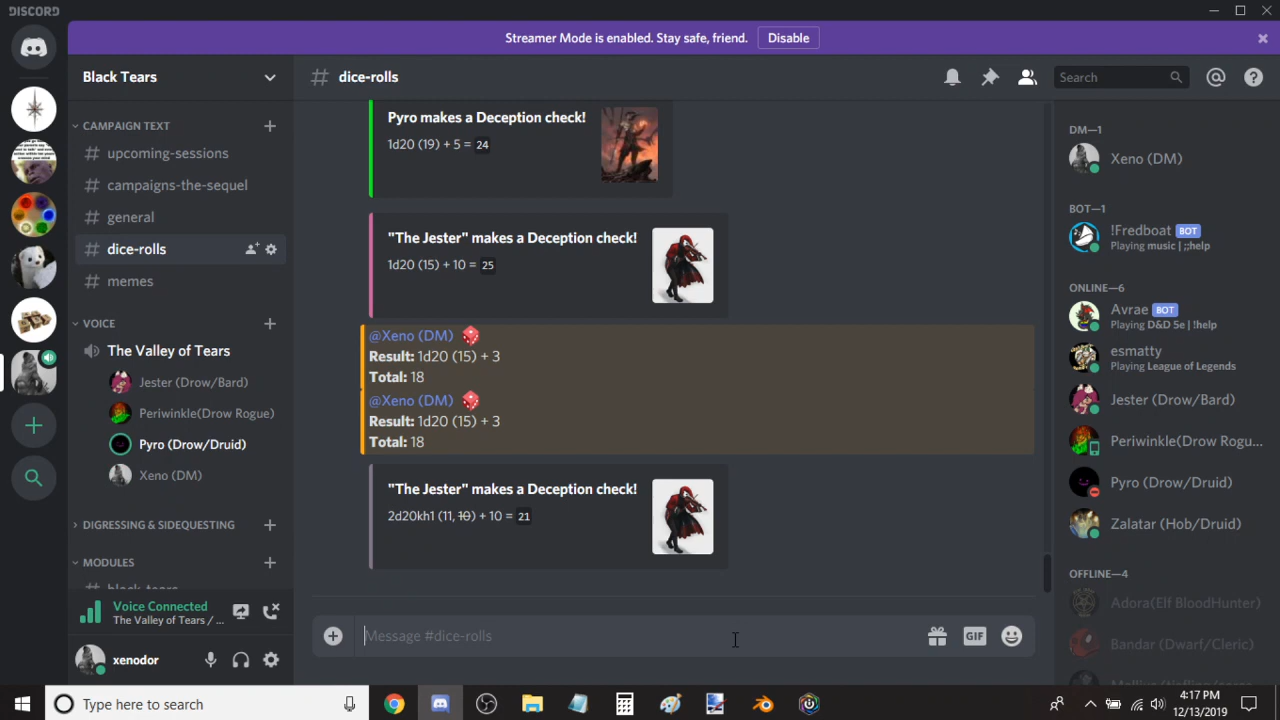 DISCORD
Streamer Mode is enabled. Stay safe, friend.
Disable
Black Tears
CAMPAIGN TEXT
# upcoming-sessions
# campaigns-the-sequel
# general
# dice-rolls
# memes
VOICE
The Valley of Tears
Jester (Drow/Bard)
Periwinkle(Drow Rogue)
Pyro (Drow/Druid)
Xeno (DM)
DIGRESSING & SIDEQUESTING
MODULES
Voice Connected
The Valley of Tears / ...
xenodor
# dice-rolls
Search
Pyro makes a Deception check!
1d20 (19) + 5 = 24
"The Jester" makes a Deception check!
1d20 (15) + 10 = 25
@Xeno (DM)
Result: 1d20 (15) + 3
Total: 18
@Xeno (DM)
Result: 1d20 (15) + 3
Total: 18
"The Jester" makes a Deception check!
2d20kh1 (11, 10) + 10 = 21
Message #dice-rolls
GIF
DM—1
Xeno (DM)
BOT—1
!Fredboat BOT
Playing music | ;;help
ONLINE—6
Avrae BOT
Playing D&D 5e | !help
esmatty
Playing League of Legends
Jester (Drow/Bard)
Periwinkle(Drow Rogu...
Pyro (Drow/Druid)
Zalatar (Hob/Druid)
OFFLINE—4
Adora(Elf BloodHunter)
Bandar (Dwarf/Cleric)
Type here to search
4:17 PM
12/13/2019